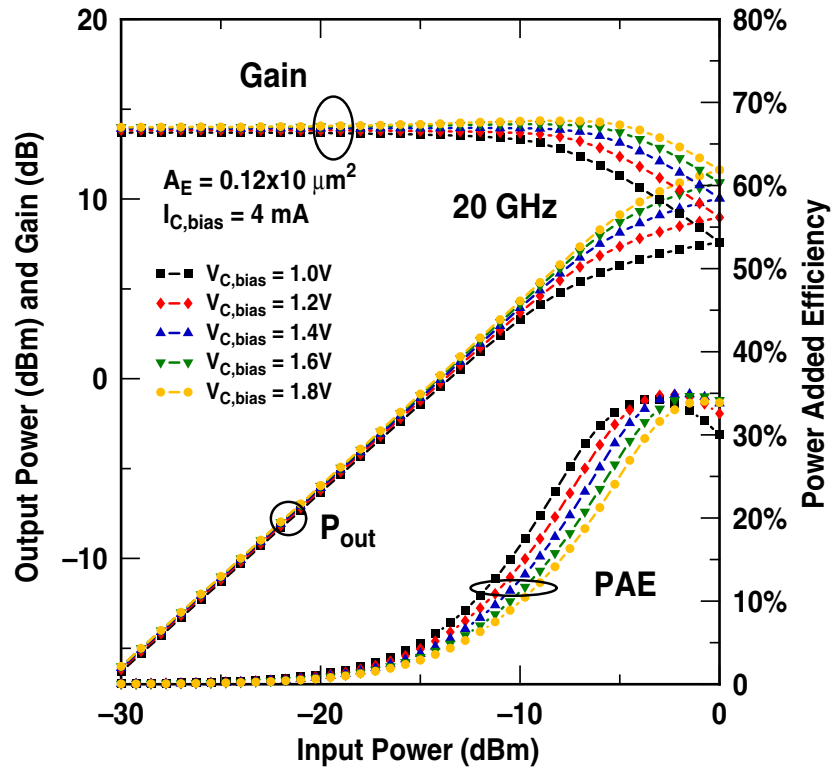 20
10
0
−10
Output Power (dBm) and Gain (dB)
80%
70%
60%
50%
40%
30%
20%
10%
0
Power Added Efficiency
−30
−20
−10
0
Input Power (dBm)
Gain
A_E = 0.12x10 μm²
I_C,bias = 4 mA
20 GHz
V_C,bias = 1.0V
V_C,bias = 1.2V
V_C,bias = 1.4V
V_C,bias = 1.6V
V_C,bias = 1.8V
P_out
PAE